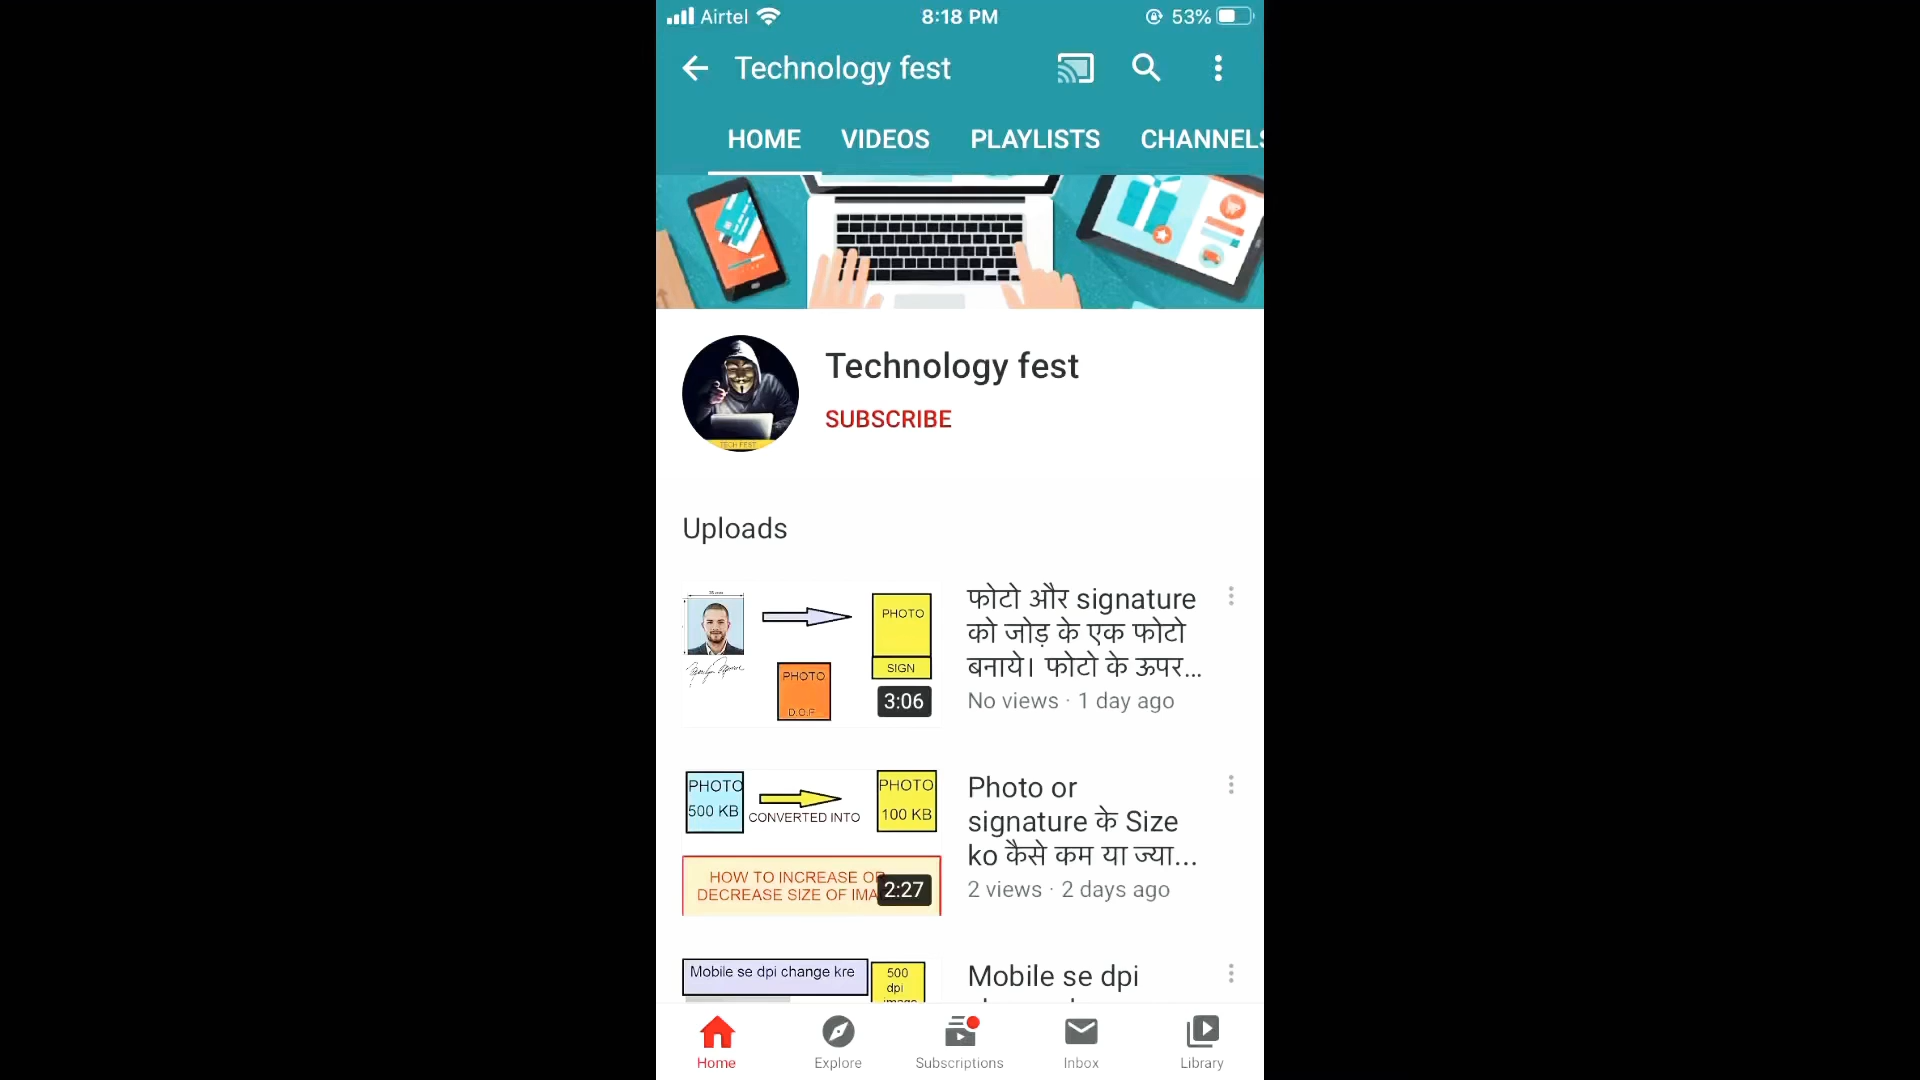 Airtel 8:18 PM 53%
Technology fest
HOME VIDEOS PLAYLISTS CHANNELS
TECH FEST
Technology fest
SUBSCRIBE
Uploads
PHOTO
SIGN
PHOTO
D.O.P
3:06
फोटो और signature
को जोड़ के एक फोटो
बनाये। फोटो के ऊपर...
No views · 1 day ago
PHOTO
500 KB
CONVERTED INTO
PHOTO
100 KB
HOW TO INCREASE OR
DECREASE SIZE OF IMA
2:27
Photo or
signature के Size
ko कैसे कम या ज्या...
2 views · 2 days ago
Mobile se dpi change kre
500
dpi
image
Mobile se dpi
Home Explore Subscriptions Inbox Library